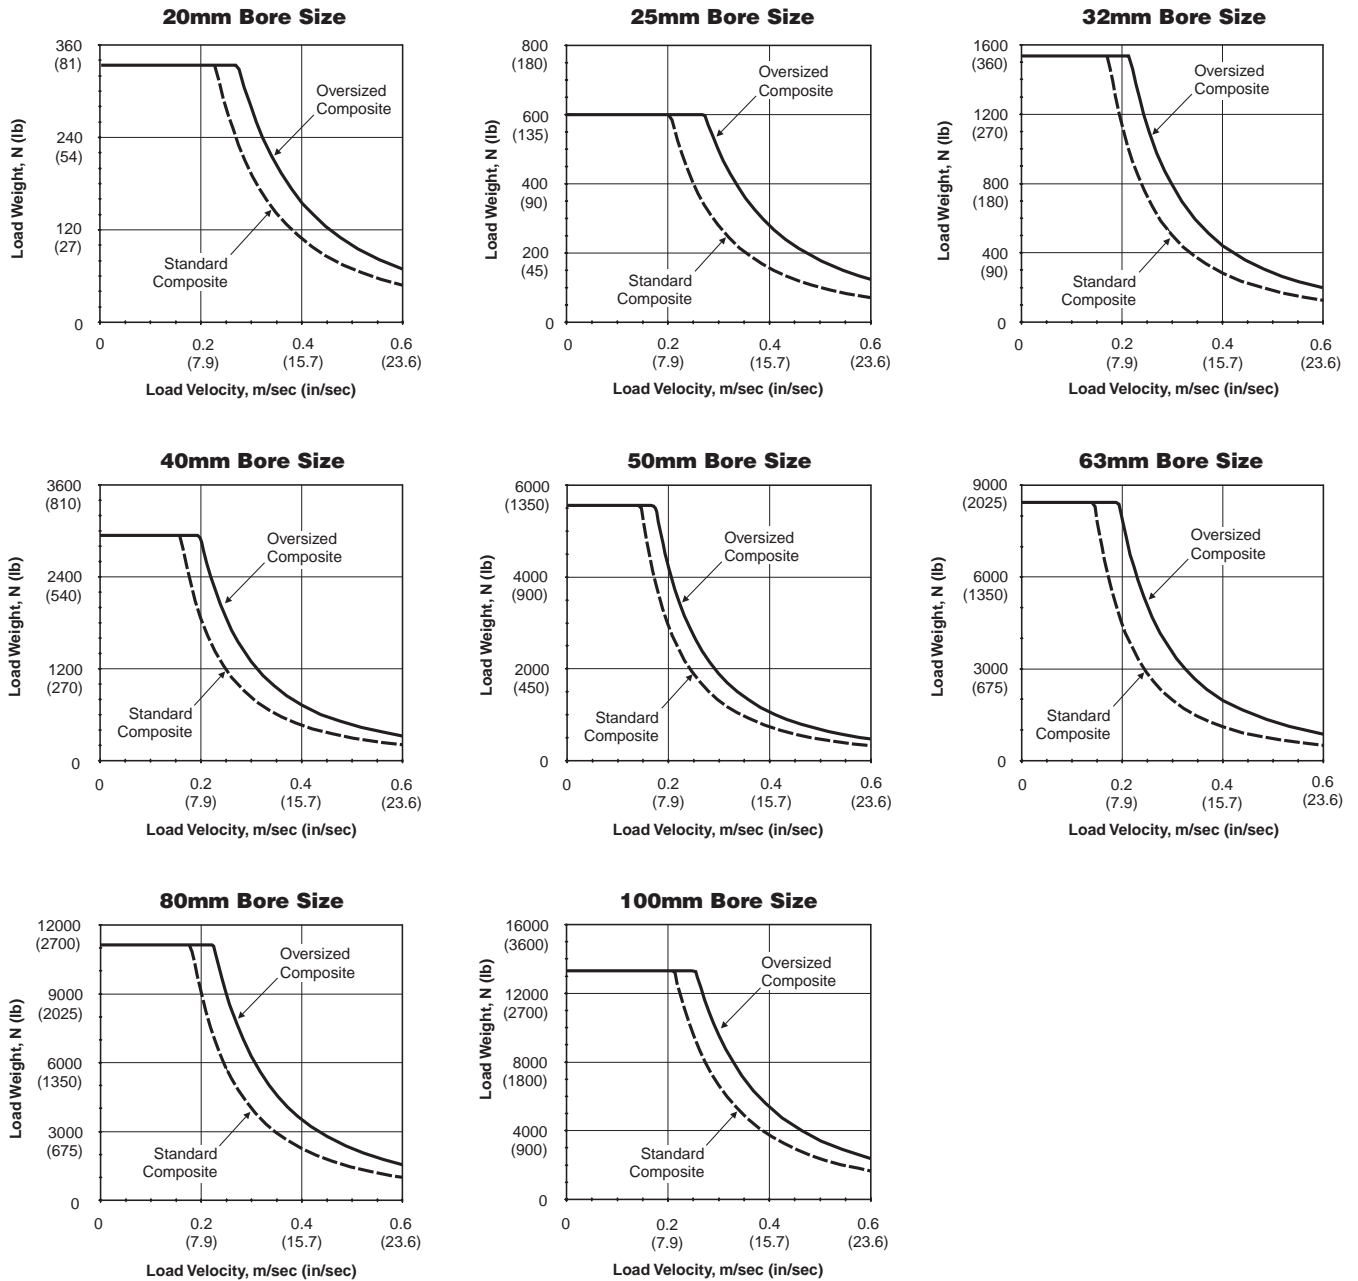 20mm Bore Size
360
(81)
240
(54)
120
(27)
0
Load Weight, N (lb)
Oversized
Composite
Standard
Composite
0
0.2
(7.9)
0.4
(15.7)
0.6
(23.6)
Load Velocity, m/sec (in/sec)
25mm Bore Size
800
(180)
600
(135)
400
(90)
200
(45)
0
Load Weight, N (lb)
Oversized
Composite
Standard
Composite
0
0.2
(7.9)
0.4
(15.7)
0.6
(23.6)
Load Velocity, m/sec (in/sec)
32mm Bore Size
1600
(360)
1200
(270)
800
(180)
400
(90)
0
Load Weight, N (lb)
Oversized
Composite
Standard
Composite
0
0.2
(7.9)
0.4
(15.7)
0.6
(23.6)
Load Velocity, m/sec (in/sec)
40mm Bore Size
3600
(810)
2400
(540)
1200
(270)
0
Load Weight, N (lb)
Oversized
Composite
Standard
Composite
0
0.2
(7.9)
0.4
(15.7)
0.6
(23.6)
Load Velocity, m/sec (in/sec)
50mm Bore Size
6000
(1350)
4000
(900)
2000
(450)
0
Load Weight, N (lb)
Oversized
Composite
Standard
Composite
0
0.2
(7.9)
0.4
(15.7)
0.6
(23.6)
Load Velocity, m/sec (in/sec)
63mm Bore Size
9000
(2025)
6000
(1350)
3000
(675)
0
Load Weight, N (lb)
Oversized
Composite
Standard
Composite
0
0.2
(7.9)
0.4
(15.7)
0.6
(23.6)
Load Velocity, m/sec (in/sec)
80mm Bore Size
12000
(2700)
9000
(2025)
6000
(1350)
3000
(675)
0
Load Weight, N (lb)
Oversized
Composite
Standard
Composite
0
0.2
(7.9)
0.4
(15.7)
0.6
(23.6)
Load Velocity, m/sec (in/sec)
100mm Bore Size
16000
(3600)
12000
(2700)
8000
(1800)
4000
(900)
0
Load Weight, N (lb)
Oversized
Composite
Standard
Composite
0
0.2
(7.9)
0.4
(15.7)
0.6
(23.6)
Load Velocity, m/sec (in/sec)